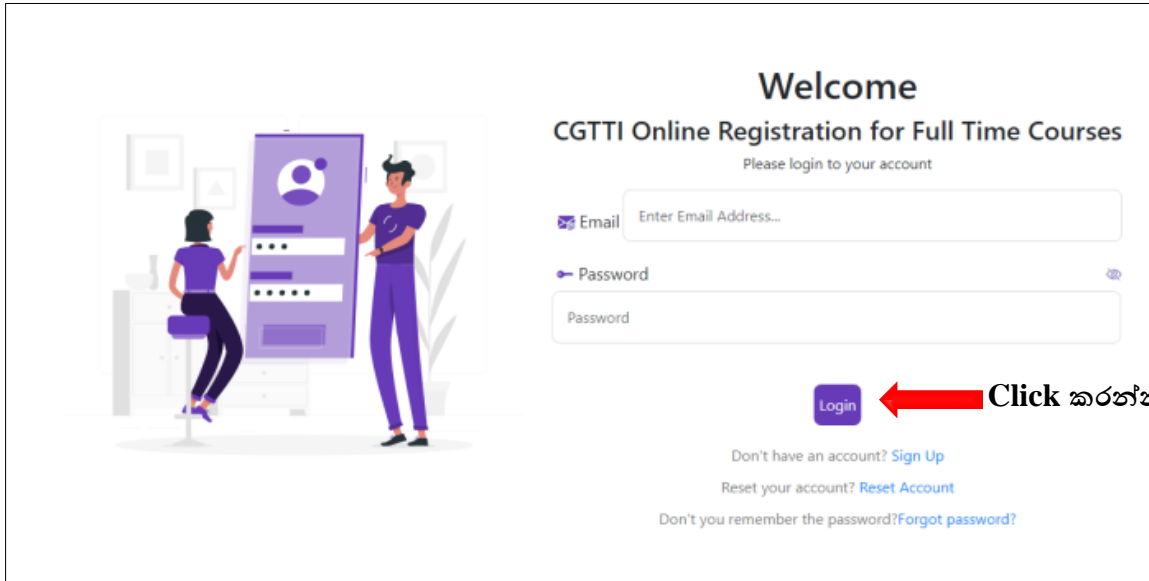 Welcome
CGTTI Online Registration for Full Time Courses
Please login to your account
Email
Enter Email Address...
Password
Password
Login
Click
Don't have an account? Sign Up
Reset your account? Reset Account
Don't you remember the password?Forgot password?